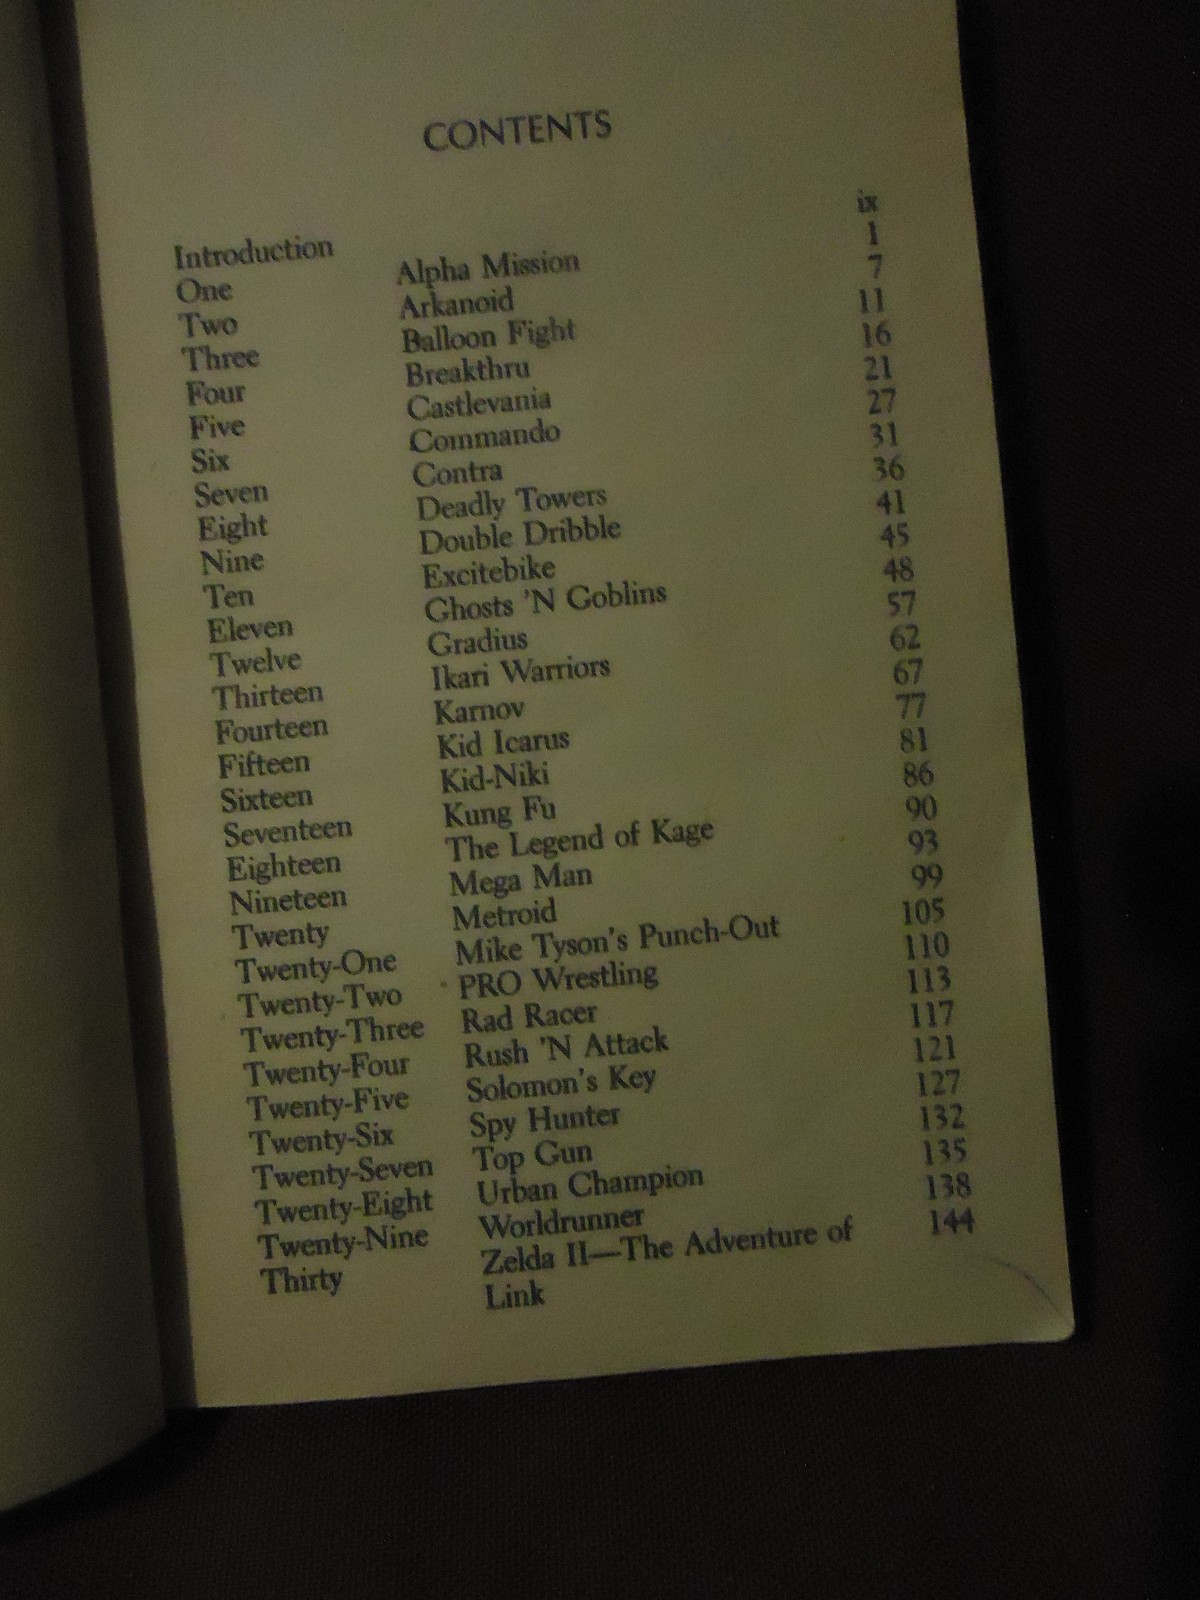 CONTENTS
Introduction ix
One Alpha Mission 1
Two Arkanoid 7
Three Balloon Fight 11
Four Breakthru 16
Five Castlevania 21
Six Commando 27
Seven Contra 31
Eight Deadly Towers 36
Nine Double Dribble 41
Ten Excitebike 45
Eleven Ghosts 'N Goblins 48
Twelve Gradius 57
Thirteen Ikari Warriors 62
Fourteen Karnov 67
Fifteen Kid Icarus 77
Sixteen Kid-Niki 81
Seventeen Kung Fu 86
Eighteen The Legend of Kage 90
Nineteen Mega Man 93
Twenty Metroid 99
Twenty-One Mike Tyson's Punch-Out 105
Twenty-Two PRO Wrestling 110
Twenty-Three Rad Racer 113
Twenty-Four Rush 'N Attack 117
Twenty-Five Solomon's Key 121
Twenty-Six Spy Hunter 127
Twenty-Seven Top Gun 132
Twenty-Eight Urban Champion 135
Twenty-Nine Worldrunner 138
Thirty Zelda II—The Adventure of 144
Link